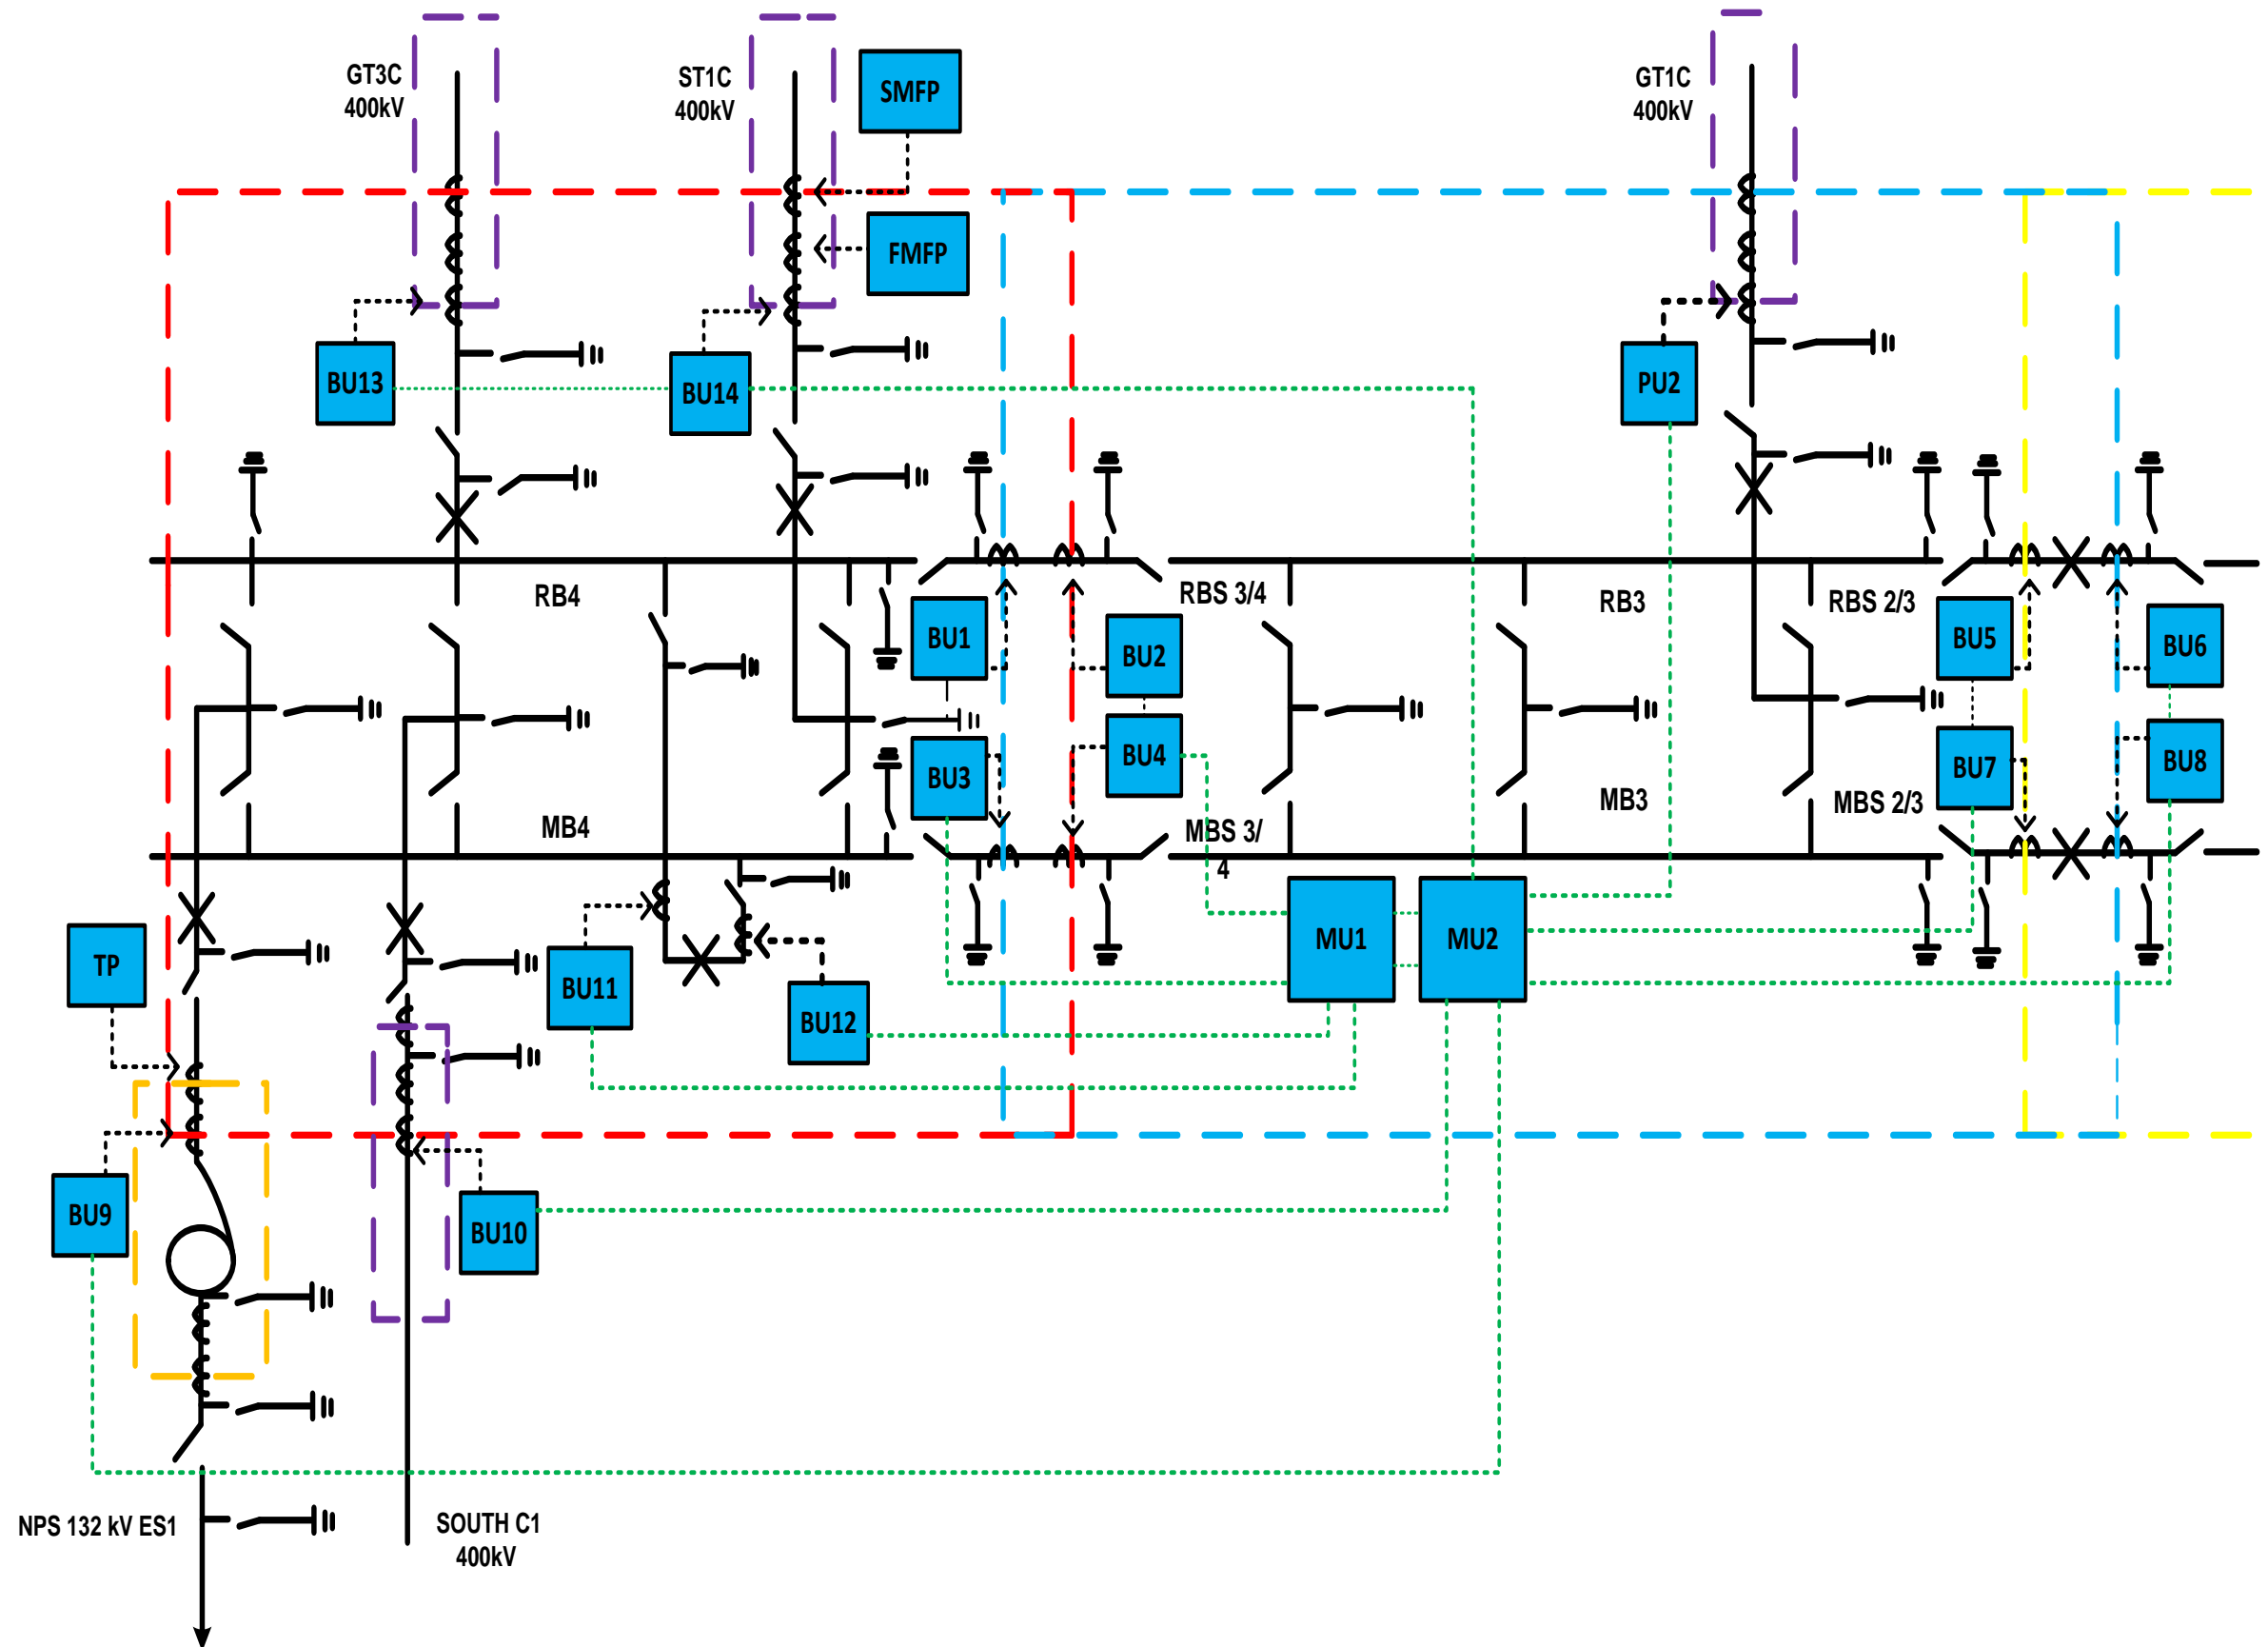 GT3C
400kV
ST1C
400kV
SMFP
GT1C
400kV
FMFP
BU13
BU14
PU2
RB4
RBS 3/4
RB3
RBS 2/3
BU1
BU2
BU5
BU6
BU3
BU4
BU7
BU8
MB4
MBS 3/
4
MB3
MBS 2/3
TP
BU11
BU12
MU1
MU2
BU9
BU10
NPS 132 kV ES1
SOUTH C1
400kV